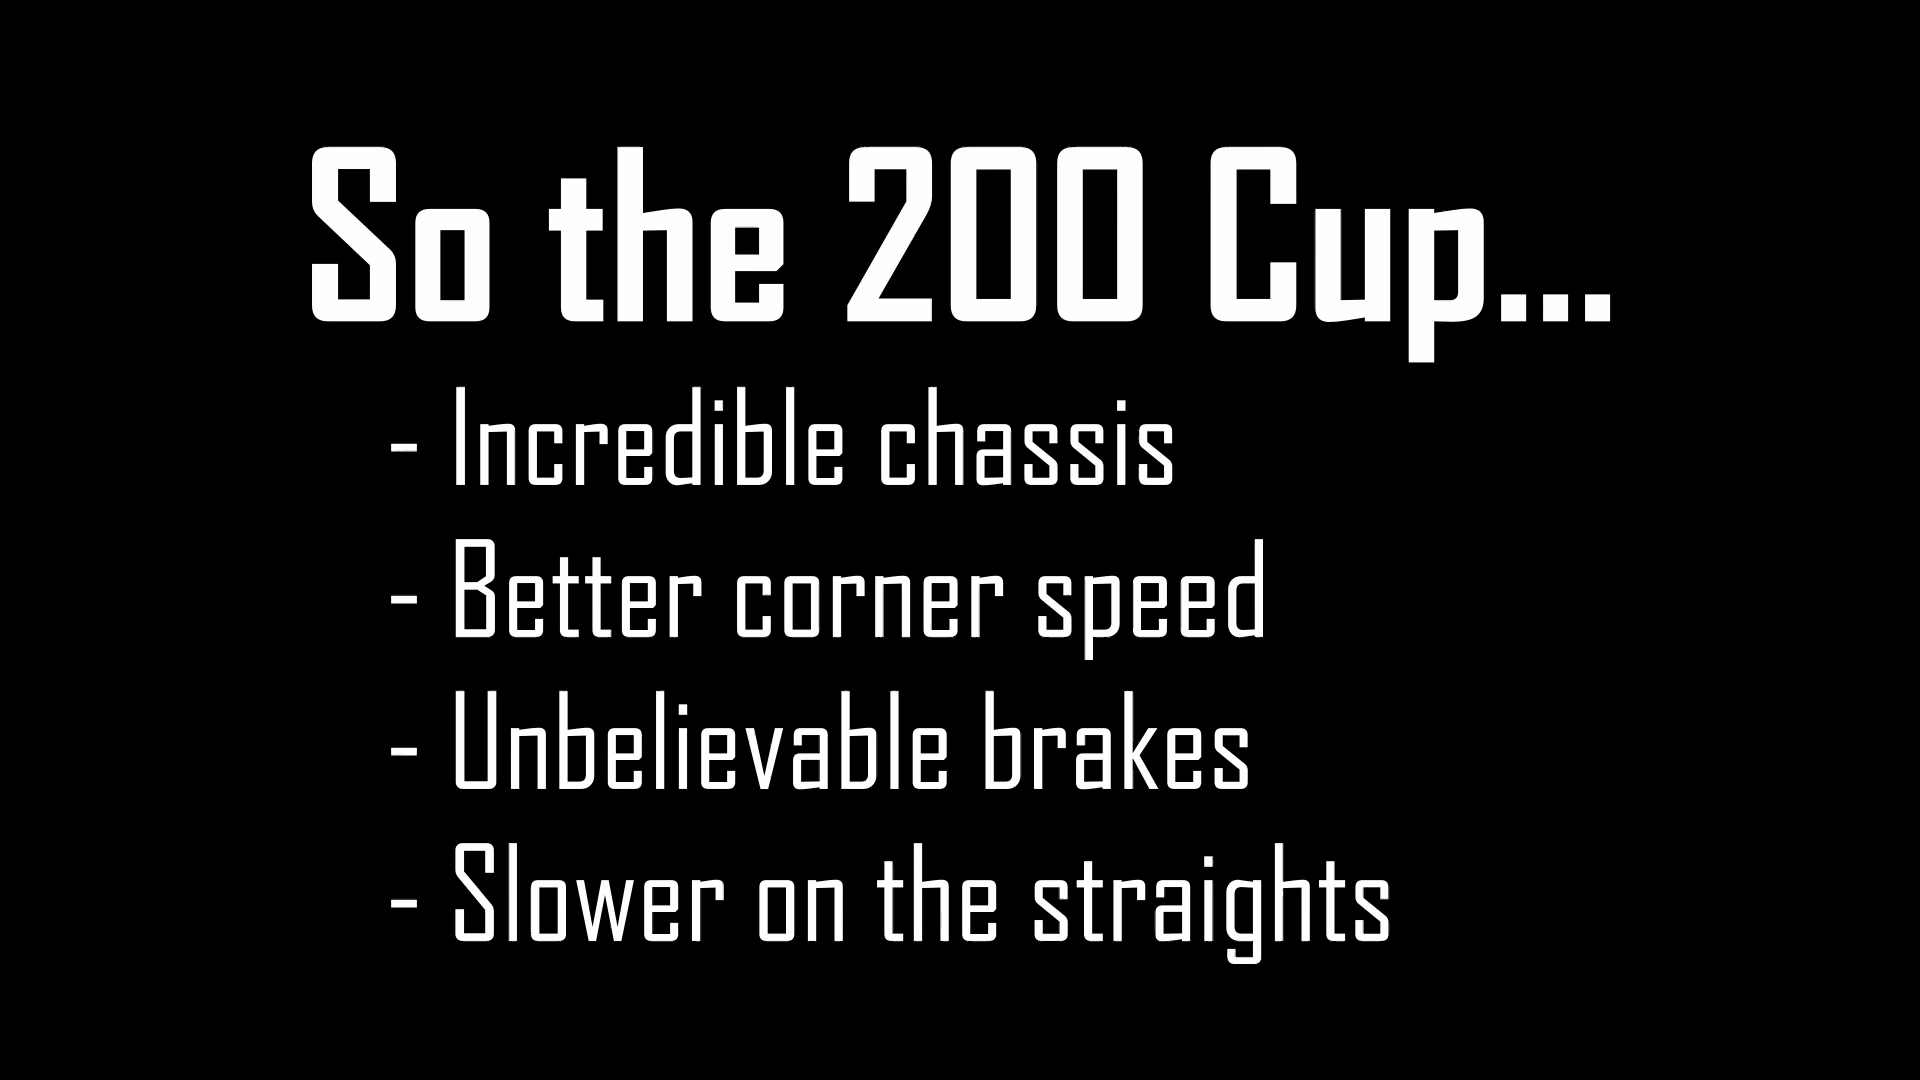 So the 200 Cup...
- Incredible chassis
- Better corner speed
- Unbelievable brakes
- Slower on the straights